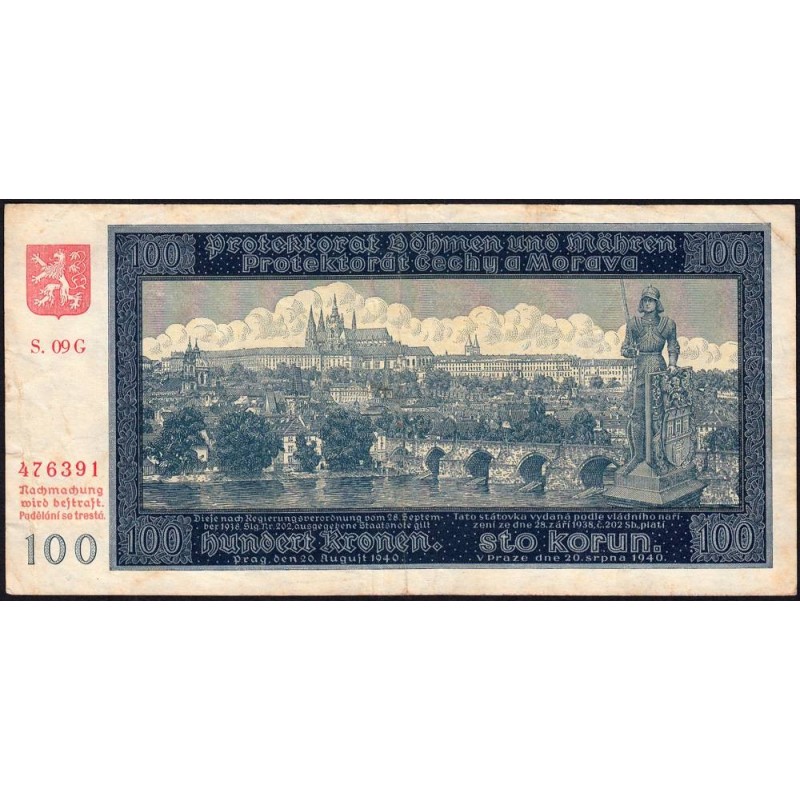 100 Protektorat Böhmen und Mähren 100
Protektorát Čechy a Morava
S. 09 G
476391
Nachmachung
wird bestraft.
Padělání se trestá.
100
Diese nach Regierungsverordnung vom 28. Septem-
ber 1938, Slg. Nr. 202, ausgegebene Staatsnote gilt
100 hundert Kronen.
Prag, den 20. August 1940.
Tato státovka vydaná podle vládního naří-
zení ze dne 28. září 1938, č. 202 Sb., platí
sto korun. 100
V Praze dne 20. srpna 1940.